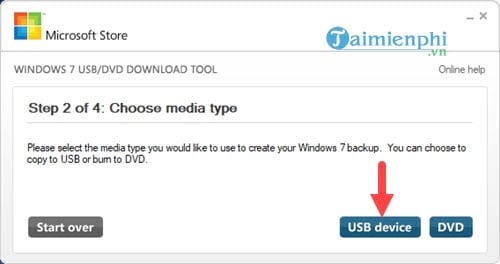 Microsoft Store
Taimienphi
.vn
WINDOWS 7 USB/DVD DOWNLOAD TOOL
Online help
Step 2 of 4: Choose media type
Please select the media type you would like to use to create your Windows 7 backup. You can choose to
copy to USB or burn to DVD.
Start over
USB device
DVD